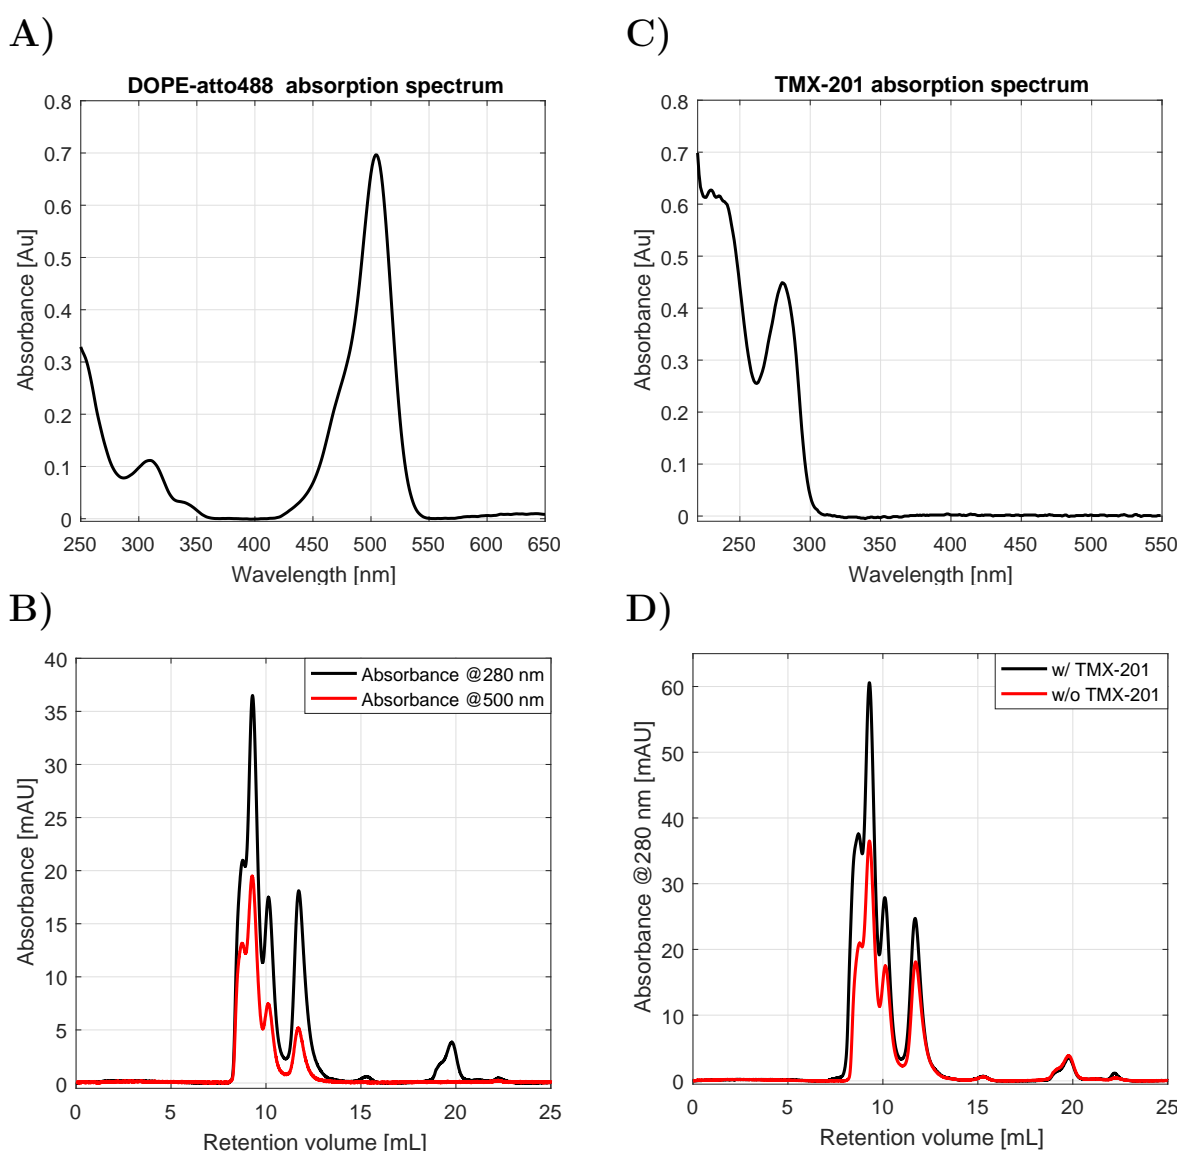 A)
DOPE-atto488 absorption spectrum
0.8
0.7
0.6
0.5
0.4
0.3
0.2
0.1
0
Absorbance [Au]
250 300 350 400 450 500 550 600 650
Wavelength [nm]
C)
TMX-201 absorption spectrum
0.8
0.7
0.6
0.5
0.4
0.3
0.2
0.1
0
Absorbance [Au]
250 300 350 400 450 500 550
Wavelength [nm]
B)
40
35
30
25
20
15
10
5
0
Absorbance [mAU]
Absorbance @280 nm
Absorbance @500 nm
0 5 10 15 20 25
Retention volume [mL]
D)
60
50
40
30
20
10
0
Absorbance @280 nm [mAU]
w/ TMX-201
w/o TMX-201
0 5 10 15 20 25
Retention volume [mL]